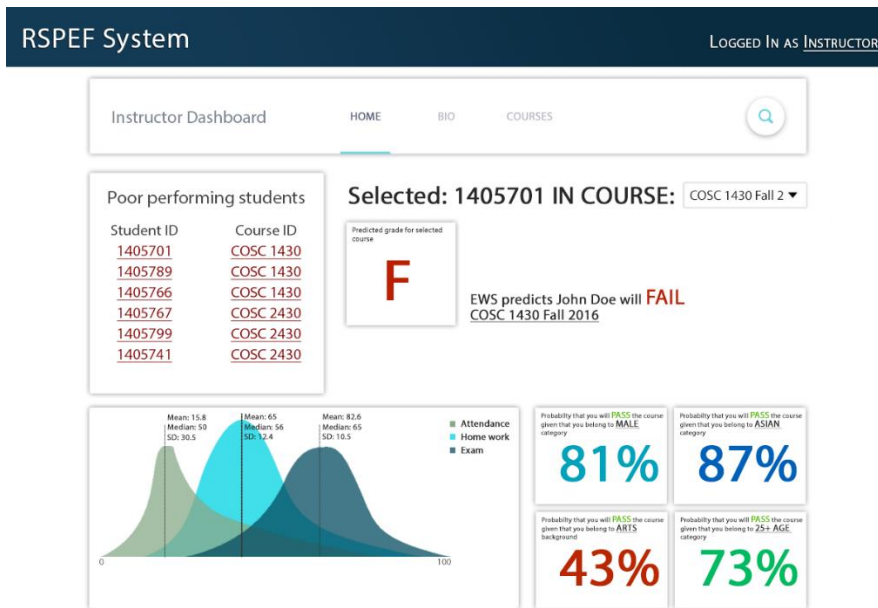 RSPEF System
LOGGED IN AS INSTRUCTOR
Instructor Dashboard
HOME
BIO
COURSES
Poor performing students
Student ID Course ID
1405701 COSC 1430
1405789 COSC 1430
1405766 COSC 1430
1405767 COSC 2430
1405799 COSC 2430
1405741 COSC 2430
Selected: 1405701 IN COURSE:
COSC 1430 Fall 2
Predicted grade for selected
course
F
EWS predicts John Doe will FAIL
COSC 1430 Fall 2016
Mean: 15.8
Median: 50
SD: 30.5
Mean: 65
Median: 56
SD: 12.4
Mean: 82.6
Median: 65
SD: 10.5
Attendance
Home work
Exam
0
100
Probability that you will PASS the course
given that you belong to MALE
category
81%
Probability that you will PASS the course
given that you belong to ASIAN
category
87%
Probability that you will PASS the course
given that you belong to ARTS
background
43%
Probability that you will PASS the course
given that you belong to 25+ AGE
category
73%